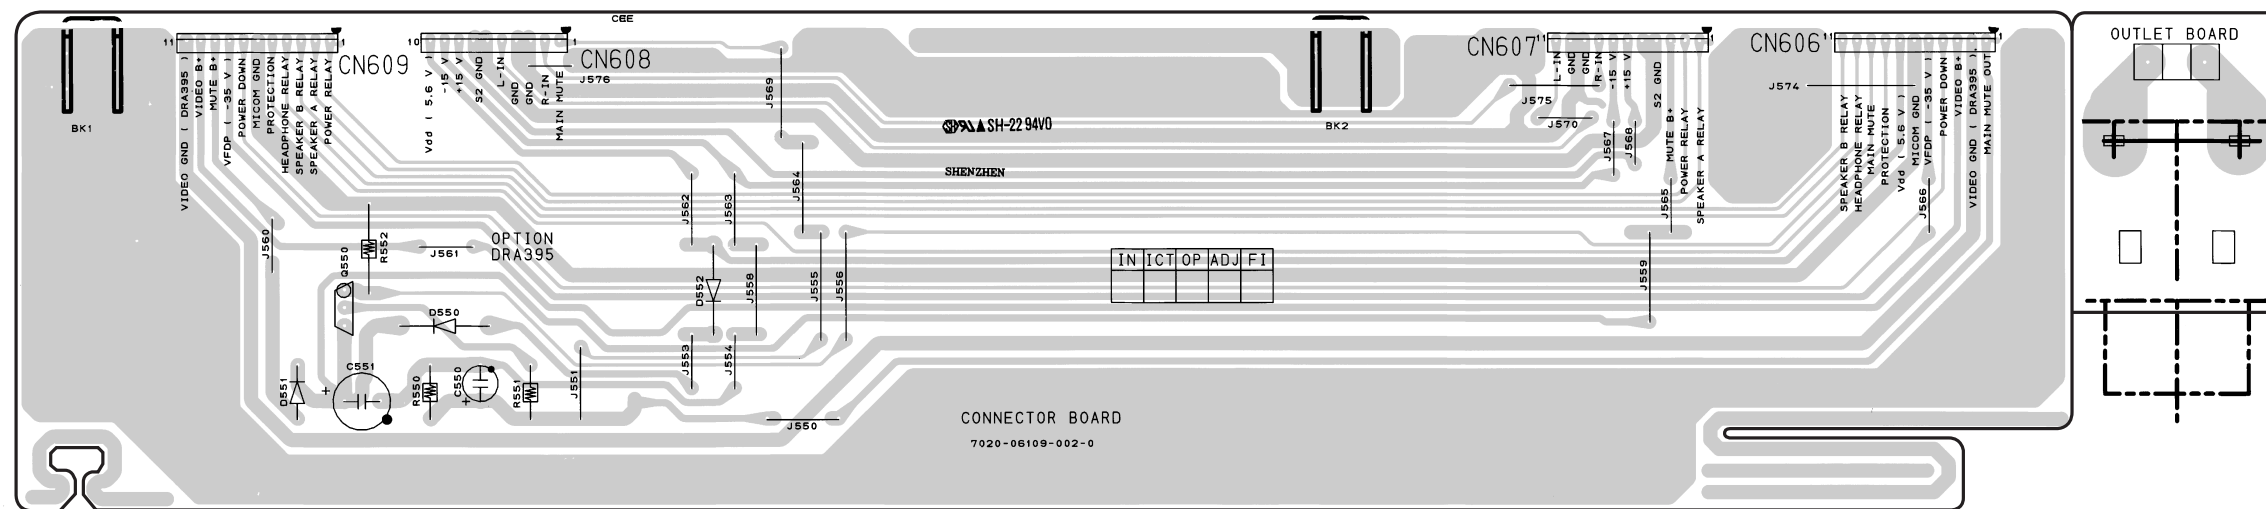 CEE
11
1
CN609
10
1
CN608
J576
BK1
VIDEO GND ( DRA395 )
VIDEO B+
MUTE B+
VFDP ( -35 V )
POWER DOWN
MICOM GND
PROTECTION
HEADPHONE RELAY
SPEAKER B RELAY
SPEAKER A RELAY
POWER RELAY
Vdd ( 5.6 V )
-15 V
+15 V
S2 GND
L-IN
GND
GND
R-IN
MAIN MUTE
J569
SH-22 94V0
SHENZHEN
BK2
CN607
11
1
L-IN
GND
GND
R-IN
-15 V
+15 V
S2 GND
MUTE B+
POWER RELAY
SPEAKER A RELAY
J575
J570
J567
J568
CN606
11
1
J574
SPEAKER B RELAY
HEADPHONE RELAY
MAIN MUTE
PROTECTION
Vdd ( 5.6 V )
MICOM GND
VFDP ( -35 V )
POWER DOWN
VIDEO B+
VIDEO GND ( DRA395 )
MAIN MUTE OUT
OUTLET BOARD
J564
J562
J563
J565
J566
J560
R552
J561
OPTION
DRA395
Q550
D552
J558
J555
J556
IN ICT OP ADJ FI
J559
D550
J553
J554
D551
C551
+
R550
C550
+
R551
J551
J550
CONNECTOR BOARD
7020-06109-002-0